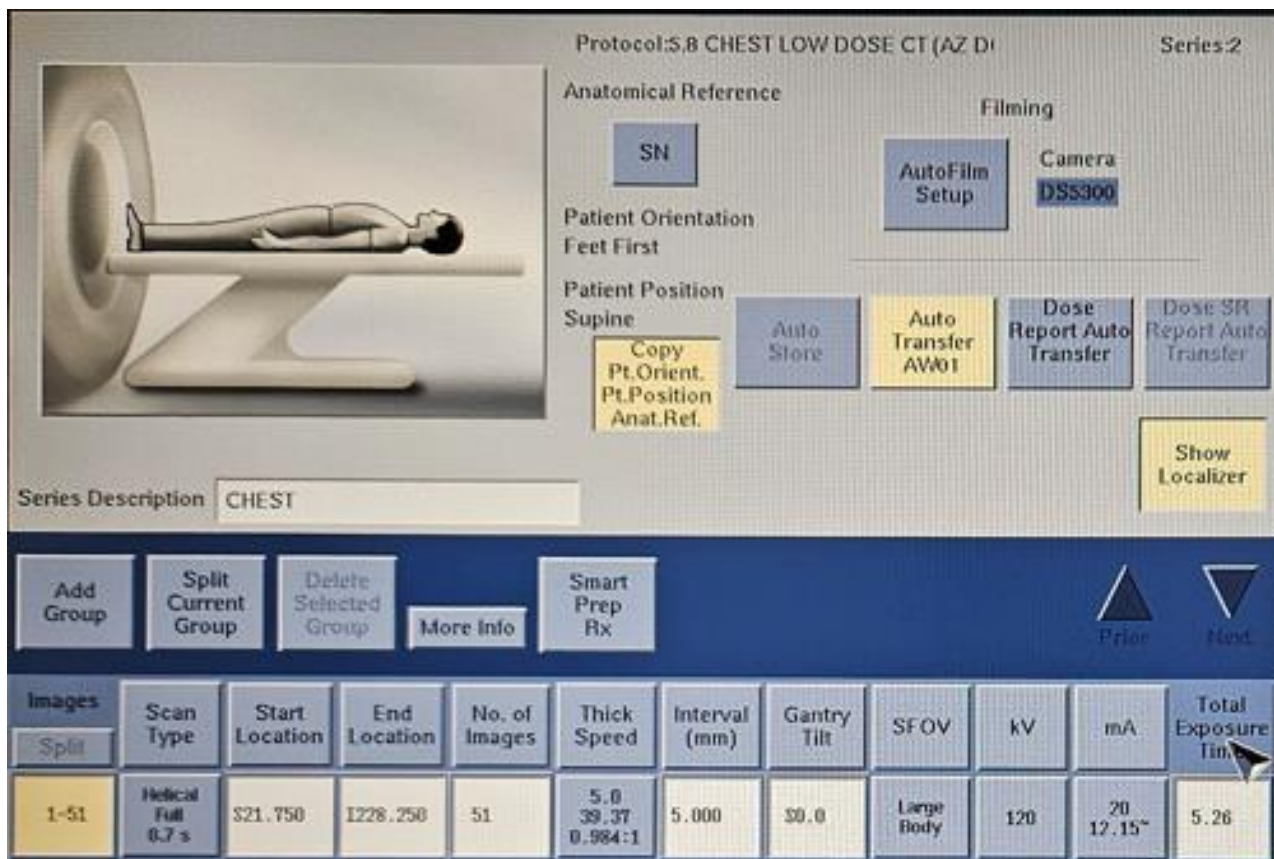 Protocol:5.8 CHEST LOW DOSE CT (AZ D(
Series:2
Anatomical Reference
SN
Filming
AutoFilm
Setup
Camera
DS5300
Patient Orientation
Feet First
Patient Position
Supine
Copy
Pt.Orient.
Pt.Position
Anat.Ref.
Auto
Store
Auto
Transfer
AW01
Dose
Report Auto
Transfer
Dose SR
Report Auto
Transfer
Show
Localizer
Series Description CHEST
Add
Group
Split
Current
Group
Delete
Selected
Group
More Info
Smart
Prep
Rx
Prior
Next
Images
Split
Scan
Type
Start
Location
End
Location
No. of
Images
Thick
Speed
Interval
(mm)
Gantry
Tilt
SFOV
kV
mA
Total
Exposure
1-51
Helical
Full
0.7 s
S21.750
I228.250
51
5.0
39.37
0.984:1
5.000
S0.0
Large
Body
120
20
12.15~
5.26